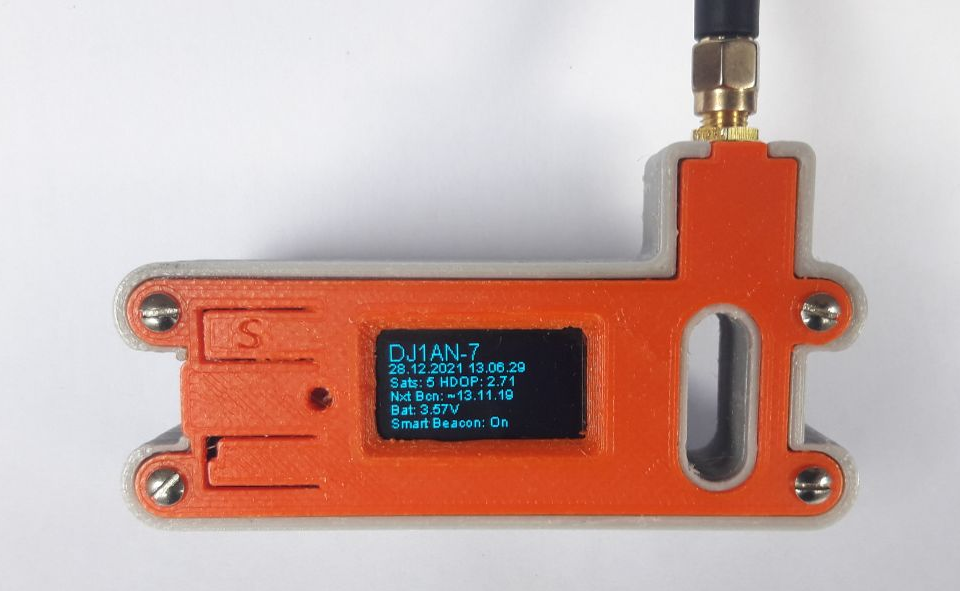 S
DJ1AN-7
28.12.2021 13.06.29
Sats: 5 HDOP: 2.71
Nxt Bcn: ~13.11.19
Bat: 3.57V
Smart Beacon: On